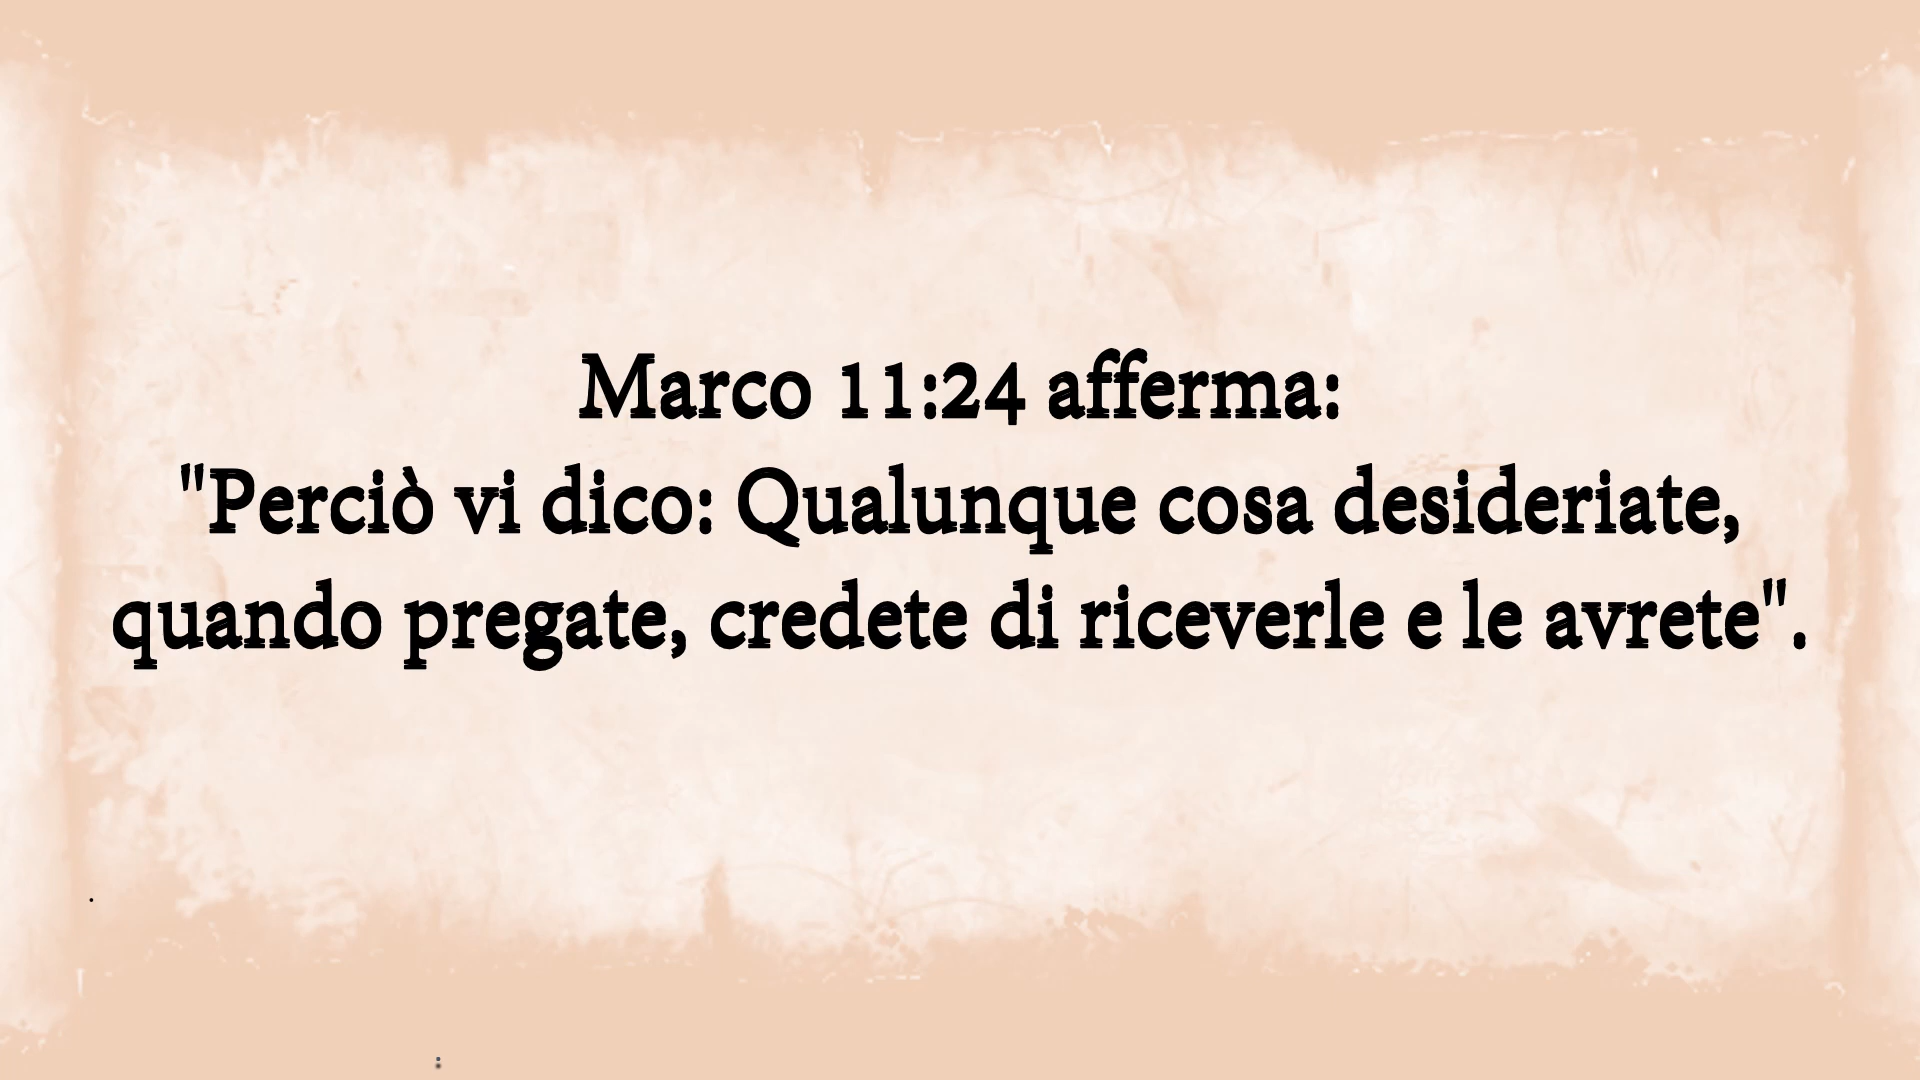 Marco 11:24 afferma:
"Perciò vi dico: Qualunque cosa desideriate,
quando pregate, credete di riceverle e le avrete".